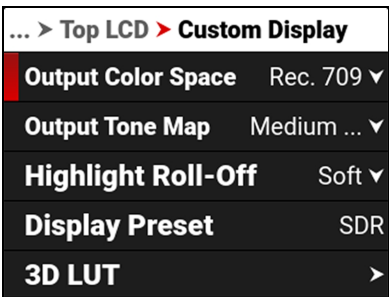 ... > Top LCD > Custom Display
Output Color Space Rec. 709
Output Tone Map Medium ...
Highlight Roll-Off Soft
Display Preset SDR
3D LUT >